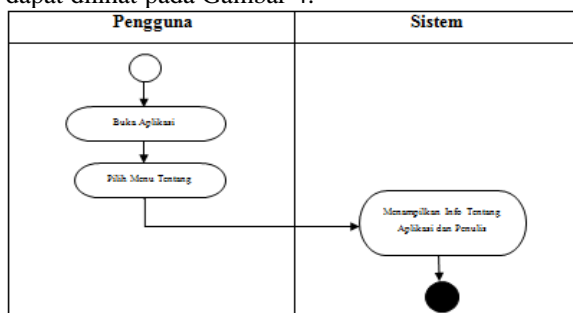 dapat dilihat pada Gambar 4.
Pengguna
Sistem
Buka Aplikasi
Pilih Menu Tentang
Menampilkan Info Tentang
Aplikasi dan Penulis